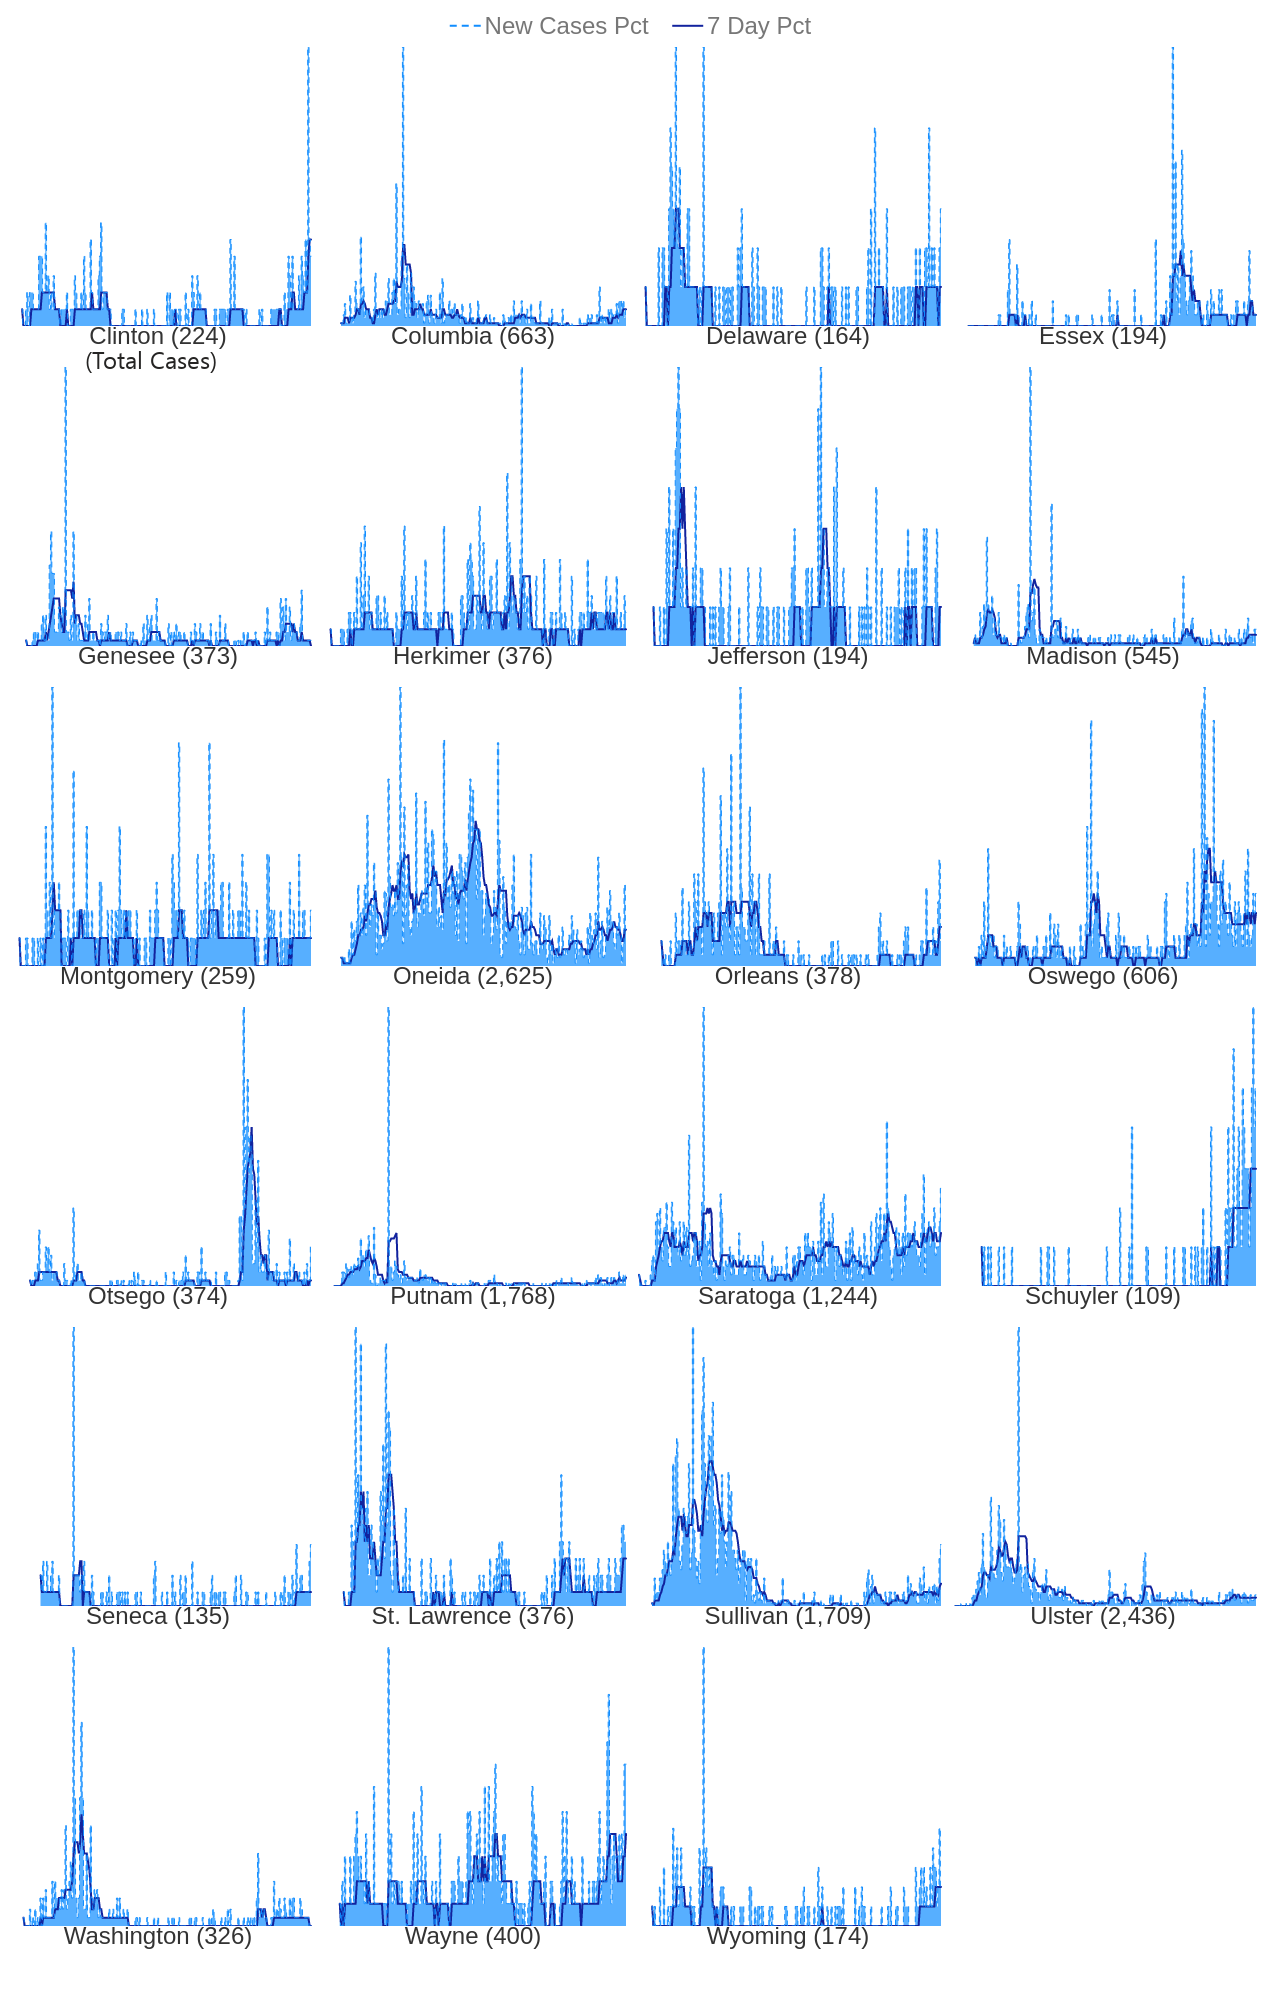 New Cases Pct 7 Day Pct
Clinton (224) Columbia (663) Delaware (164) Essex (194)
(Total Cases)
Genesee (373) Herkimer (376) Jefferson (194) Madison (545)
Montgomery (259) Oneida (2,625) Orleans (378) Oswego (606)
Otsego (374) Putnam (1,768) Saratoga (1,244) Schuyler (109)
Seneca (135) St. Lawrence (376) Sullivan (1,709) Ulster (2,436)
Washington (326) Wayne (400) Wyoming (174)